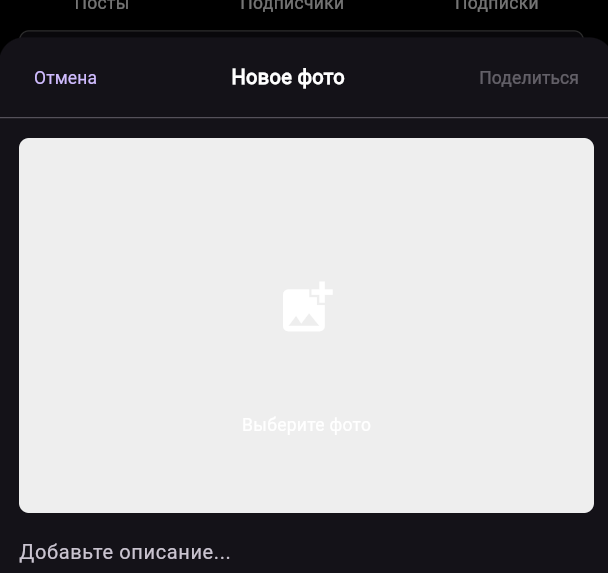 Посты Подписчики Подписки
Отмена Новое фото Поделиться
Выберите фото
Добавьте описание...